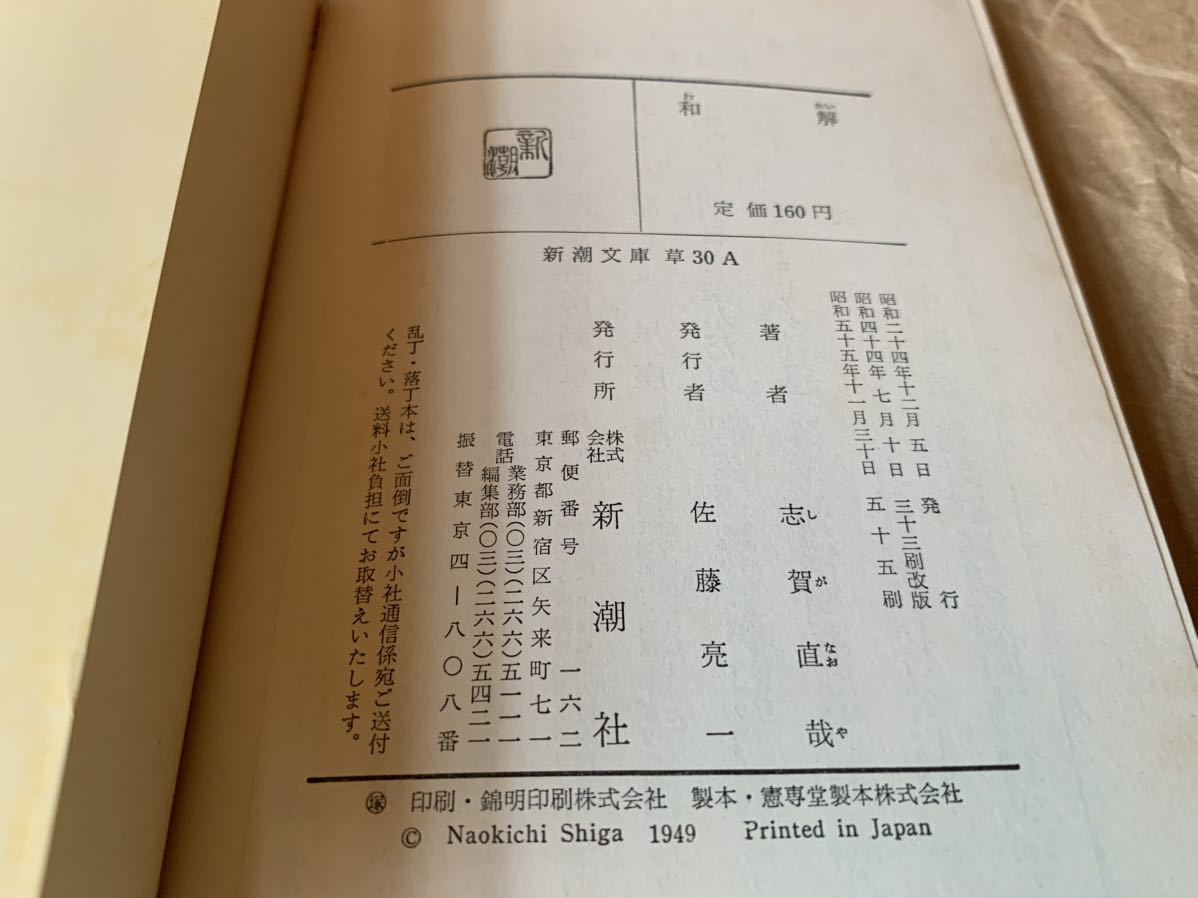 和解
わ かい
定価160円
新潮
新潮文庫 草30A
昭和二十四年十二月五日 発行
昭和四十四年七月十日 三十三刷改版
昭和五十五年十一月三十日 五十五刷
著者 志賀直哉
し が なお や
発行者 佐藤亮一
発行所 株式会社 新潮社
郵便番号 一六二
東京都新宿区矢来町七一
電話 業務部(〇三)(二六六)五一一一
編集部(〇三)(二六六)五四二一
振替東京四―八〇八番
乱丁・落丁本は、ご面倒ですが小社通信係宛ご送付
ください。送料小社負担にてお取替えいたします。
印刷・錦明印刷株式会社 製本・憲専堂製本株式会社
© Naokichi Shiga 1949 Printed in Japan